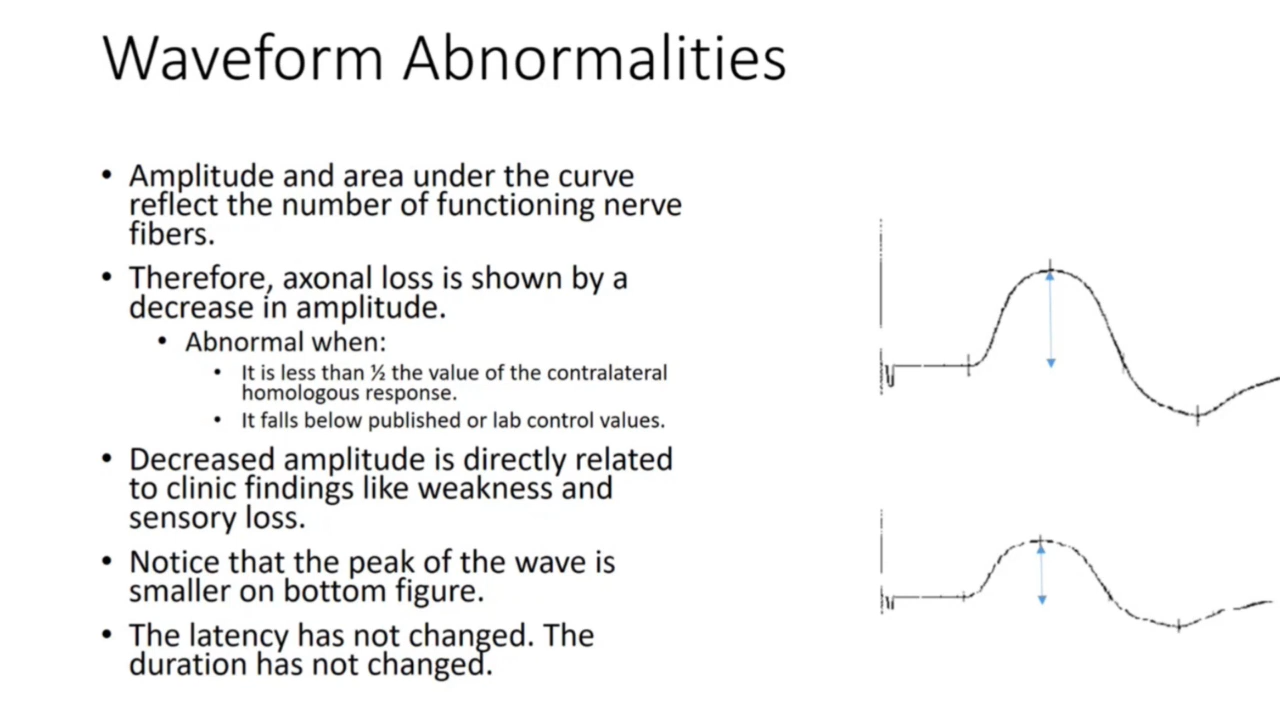 Waveform Abnormalities
• Amplitude and area under the curve
reflect the number of functioning nerve
fibers.
• Therefore, axonal loss is shown by a
decrease in amplitude.
• Abnormal when:
• It is less than ½ the value of the contralateral
homologous response.
• It falls below published or lab control values.
• Decreased amplitude is directly related
to clinic findings like weakness and
sensory loss.
• Notice that the peak of the wave is
smaller on bottom figure.
• The latency has not changed. The
duration has not changed.